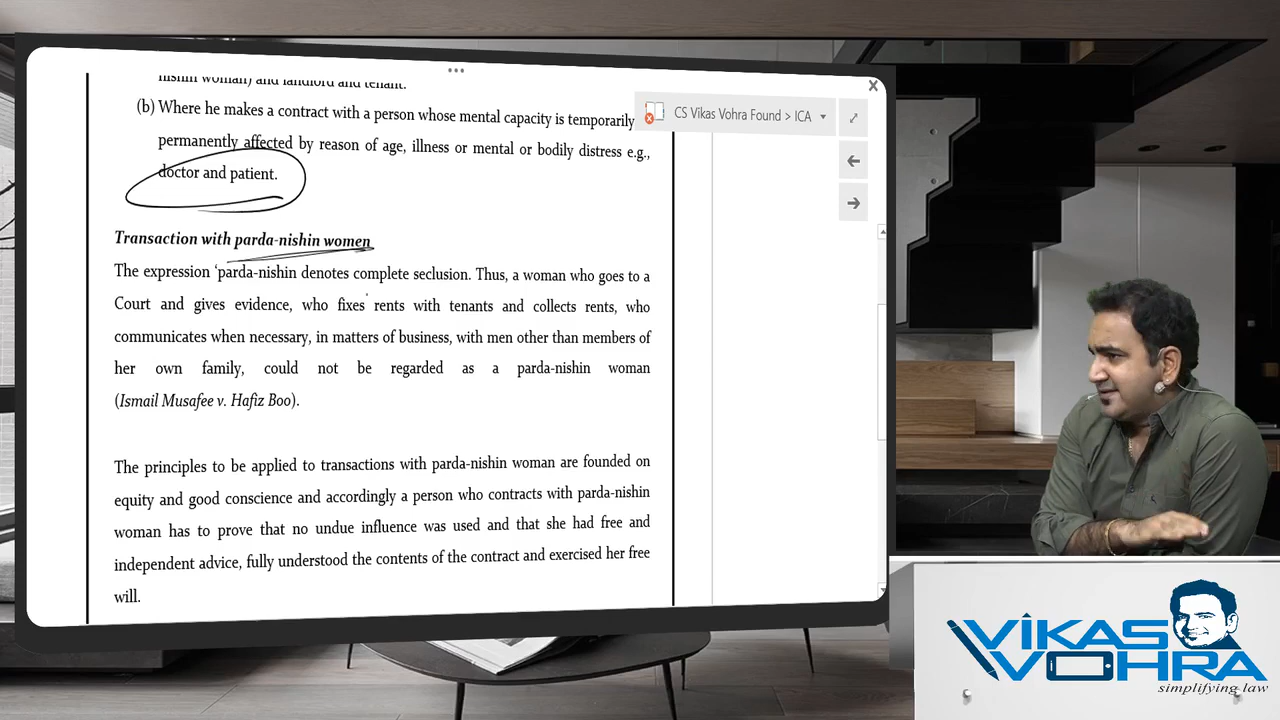 nishin woman) and landlord and tenant.
(b) Where he makes a contract with a person whose mental capacity is temporarily
permanently affected by reason of age, illness or mental or bodily distress e.g.,
doctor and patient.
CS Vikas Vohra Found > ICA
Transaction with parda-nishin women
The expression ‘parda-nishin denotes complete seclusion. Thus, a woman who goes to a
Court and gives evidence, who fixes rents with tenants and collects rents, who
communicates when necessary, in matters of business, with men other than members of
her own family, could not be regarded as a parda-nishin woman
(Ismail Musafee v. Hafiz Boo).
The principles to be applied to transactions with parda-nishin woman are founded on
equity and good conscience and accordingly a person who contracts with parda-nishin
woman has to prove that no undue influence was used and that she had free and
independent advice, fully understood the contents of the contract and exercised her free
will.
VIKAS
VOHRA
simplifying law